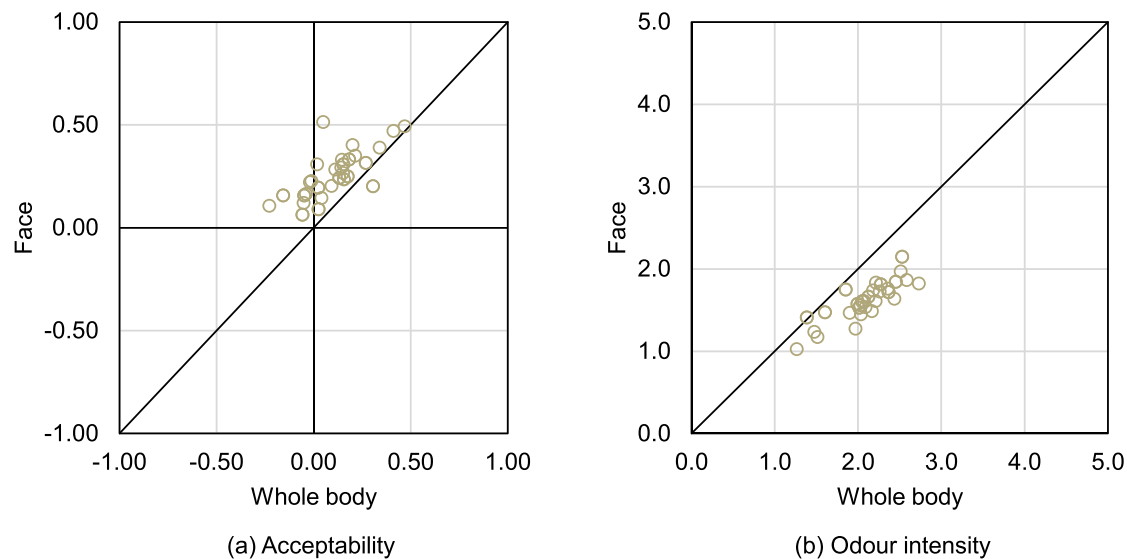 1.00
0.50
0.00
-0.50
-1.00
Face
-1.00 -0.50 0.00 0.50 1.00
Whole body
(a) Acceptability
5.0
4.0
3.0
2.0
1.0
0.0
Face
0.0 1.0 2.0 3.0 4.0 5.0
Whole body
(b) Odour intensity